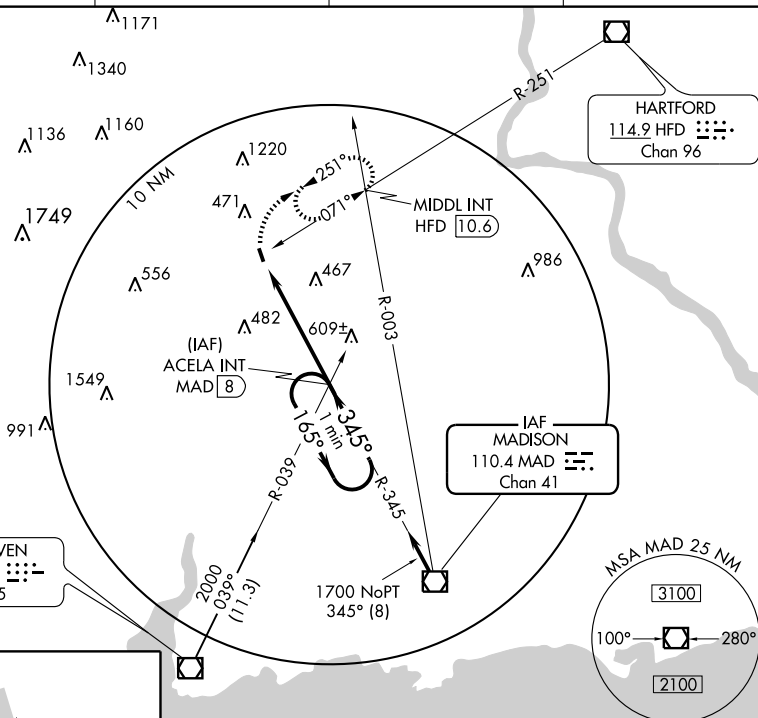 1171
1340
1136
1160
1220
10 NM
1749
471
556
467
986
482
609±
1549
991
R-251
HARTFORD
114.9 HFD
Chan 96
251°
071°
MIDDL INT
HFD 10.6
R-003
(IAF)
ACELA INT
MAD 8
345°
1 min
165°
R-039
R-345
IAF
MADISON
110.4 MAD
Chan 41
1700 NoPT
345° (8)
2000
039°
(11.3)
VEN
5
MSA MAD 25 NM
3100
100°
280°
2100